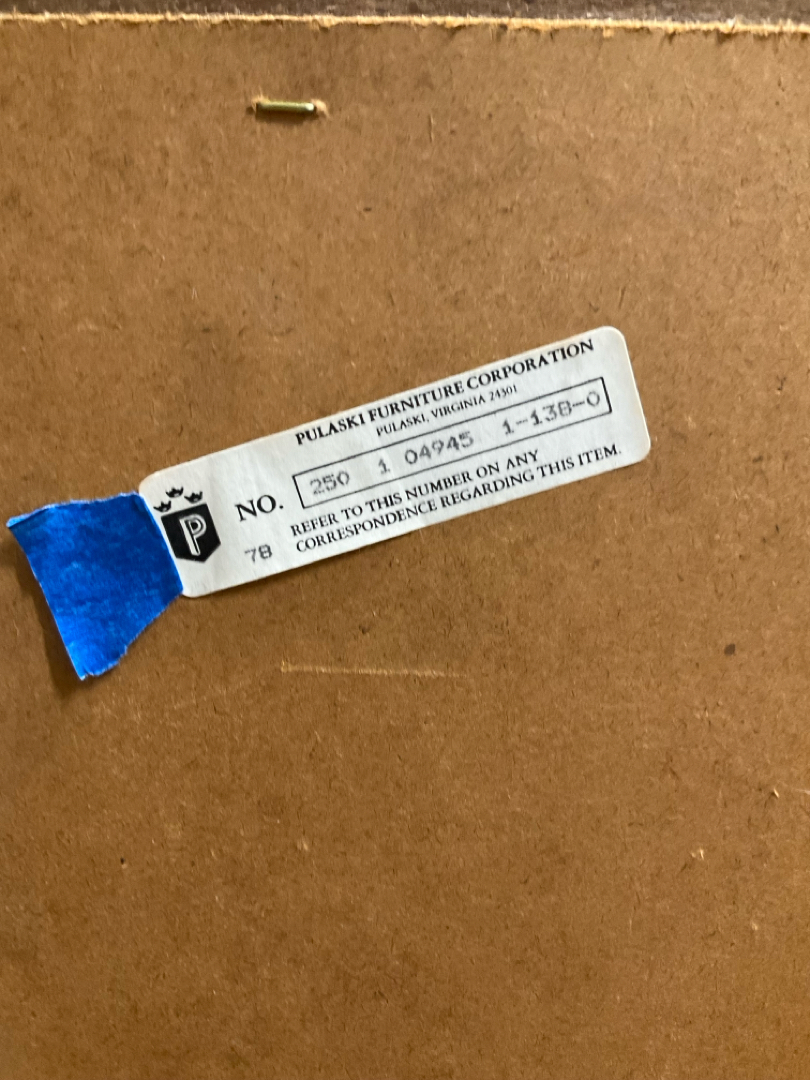 PULASKI FURNITURE CORPORATION
PULASKI, VIRGINIA 24301
NO. 250 1 04945 1-138-0
REFER TO THIS NUMBER ON ANY
78 CORRESPONDENCE REGARDING THIS ITEM.
P